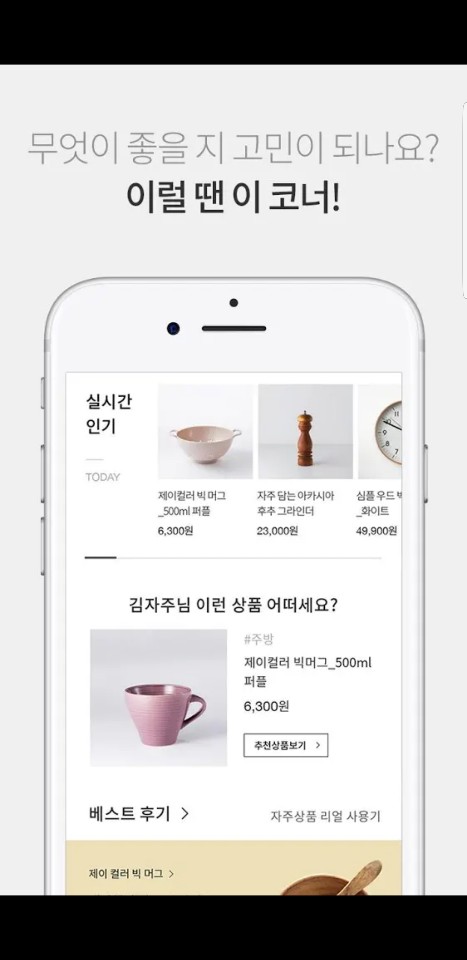 무엇이 좋을 지 고민이 되나요?
이럴 땐 이 코너!
실시간
인기
TODAY
제이컬러 빅 머그
_500ml 퍼플
6,300원
자주 담는 아카시아
후추 그라인더
23,000원
심플 우드 벽
_화이트
49,900원
김자주님 이런 상품 어떠세요?
#주방
제이컬러 빅머그_500ml
퍼플
6,300원
추천상품보기 >
베스트 후기 >
자주상품 리얼 사용기
제이 컬러 빅 머그 >